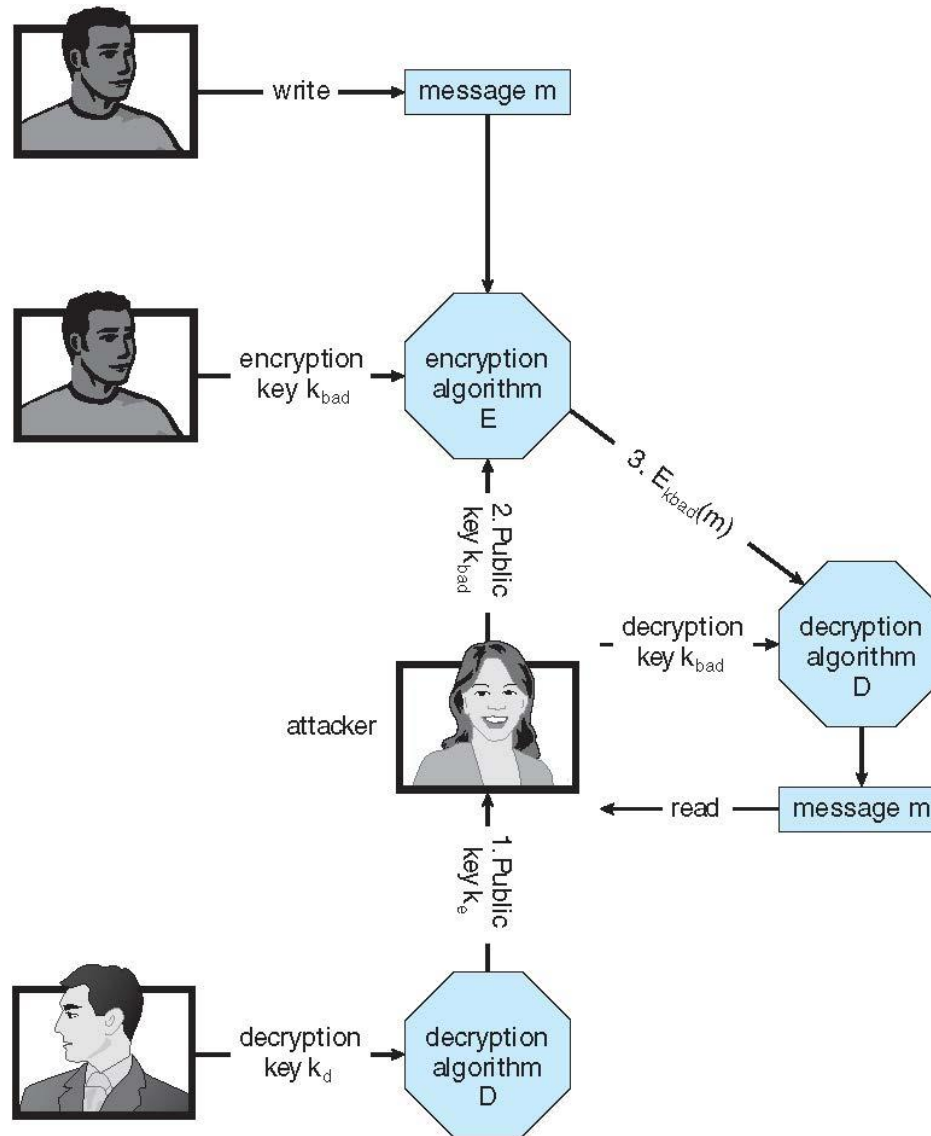 write
message m
encryption
key k_bad
encryption
algorithm
E
3. E_kbad(m)
2. Public
key k_bad
decryption
key k_bad
decryption
algorithm
D
attacker
read
message m
1. Public
key k_e
decryption
key k_d
decryption
algorithm
D